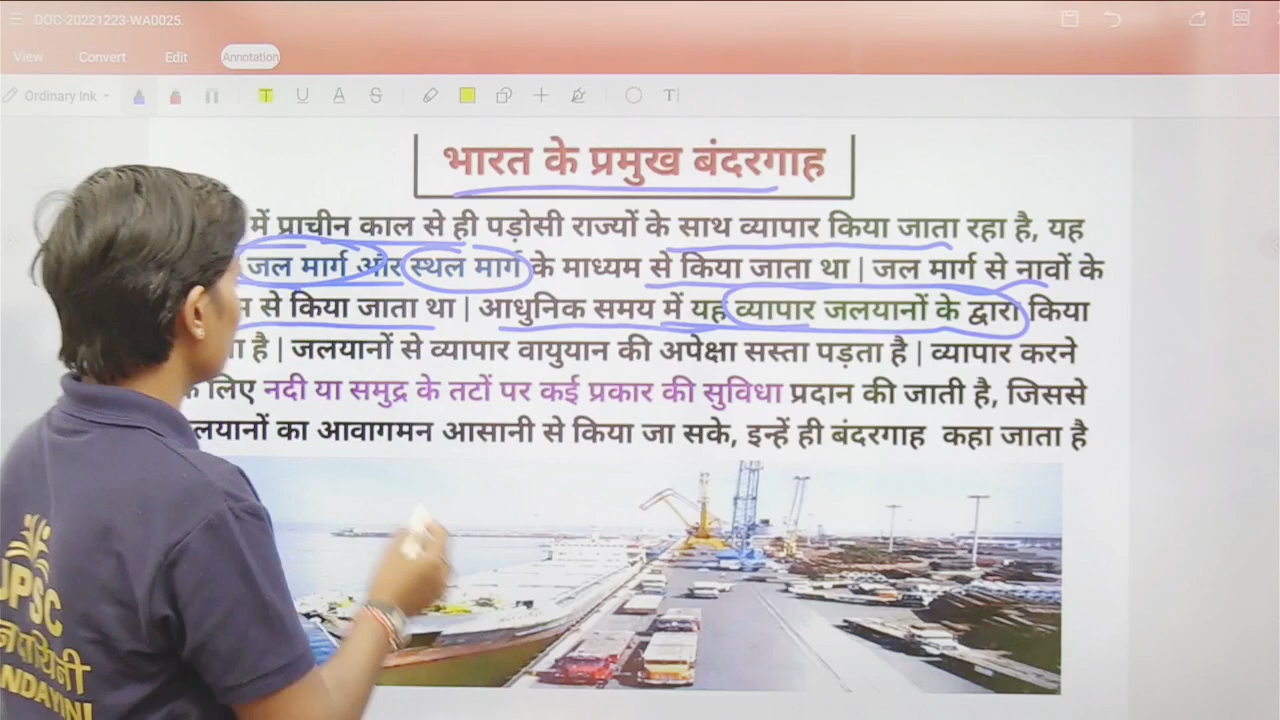 DOC-20221223-WA0025.
View Convert Edit Annotation
Ordinary Ink
भारत के प्रमुख बंदरगाह
में प्राचीन काल से ही पड़ोसी राज्यों के साथ व्यापार किया जाता रहा है, यह
जल मार्ग और स्थल मार्ग के माध्यम से किया जाता था | जल मार्ग से नावों के
से किया जाता था | आधुनिक समय में यह व्यापार जलयानों के द्वारा किया
है | जलयानों से व्यापार वायुयान की अपेक्षा सस्ता पड़ता है | व्यापार करने
लिए नदी या समुद्र के तटों पर कई प्रकार की सुविधा प्रदान की जाती है, जिससे
लयानों का आवागमन आसानी से किया जा सके, इन्हें ही बंदरगाह कहा जाता है
UPSC
NDAYINI